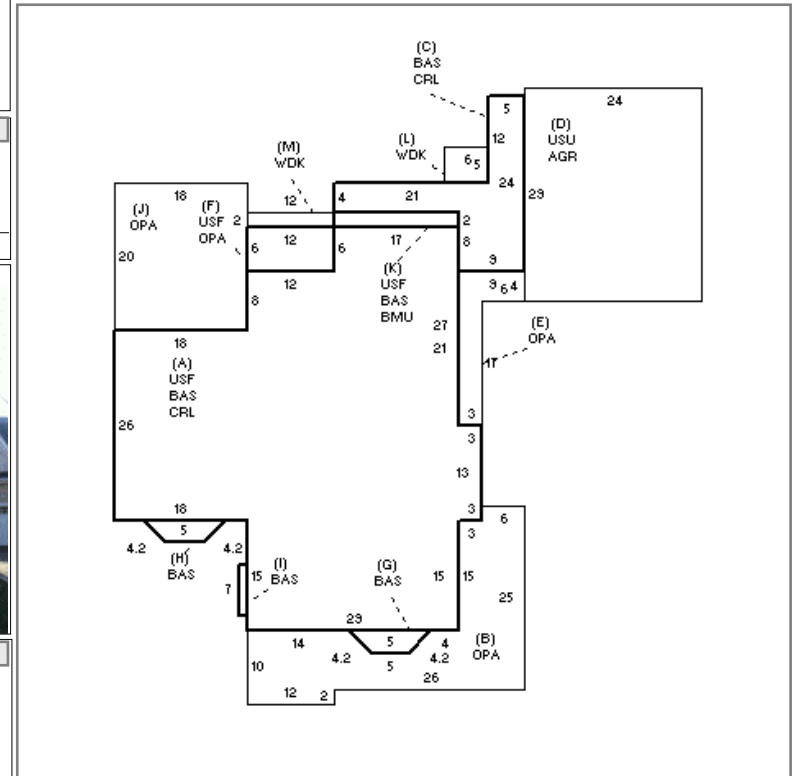 (C)
BAS
CRL
5
24
(D)
USU
AGR
12
(L)
WDK
6 5
(M)
WDK
24
29
18
12
4
21
(J)
OPA
(F)
USF
OPA
2
2
20
6
12
6
17
8
9
12
(K)
USF
BAS
BMU
9 6 4
8
27
(E)
OPA
18
21
17
(A)
USF
BAS
CRL
26
3
3
13
18
3
6
5
3
4.2
4.2
(H)
BAS
(I)
BAS
(G)
BAS
7
15
15
15
25
29
14
5
4
(B)
OPA
10
4.2
5
4.2
26
12
2